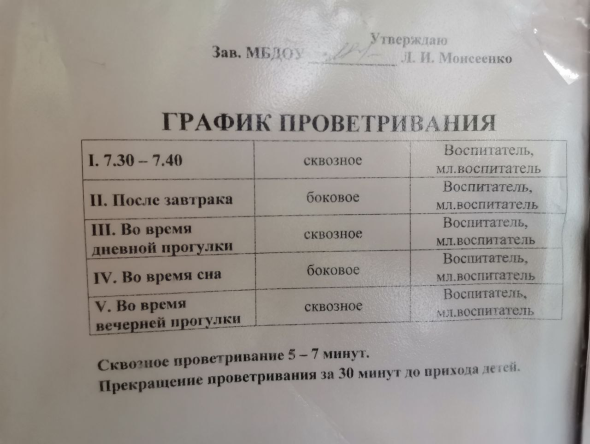 Утверждаю
Зав. МБДОУ ____________ Л. И. Моисеенко
ГРАФИК ПРОВЕТРИВАНИЯ
I. 7.30 – 7.40 сквозное Воспитатель,
мл.воспитатель
II. После завтрака боковое Воспитатель,
мл.воспитатель
III. Во время сквозное Воспитатель,
дневной прогулки мл.воспитатель
IV. Во время сна боковое Воспитатель,
мл.воспитатель
V. Во время сквозное Воспитатель,
вечерней прогулки мл.воспитатель
Сквозное проветривание 5 – 7 минут.
Прекращение проветривания за 30 минут до прихода детей.